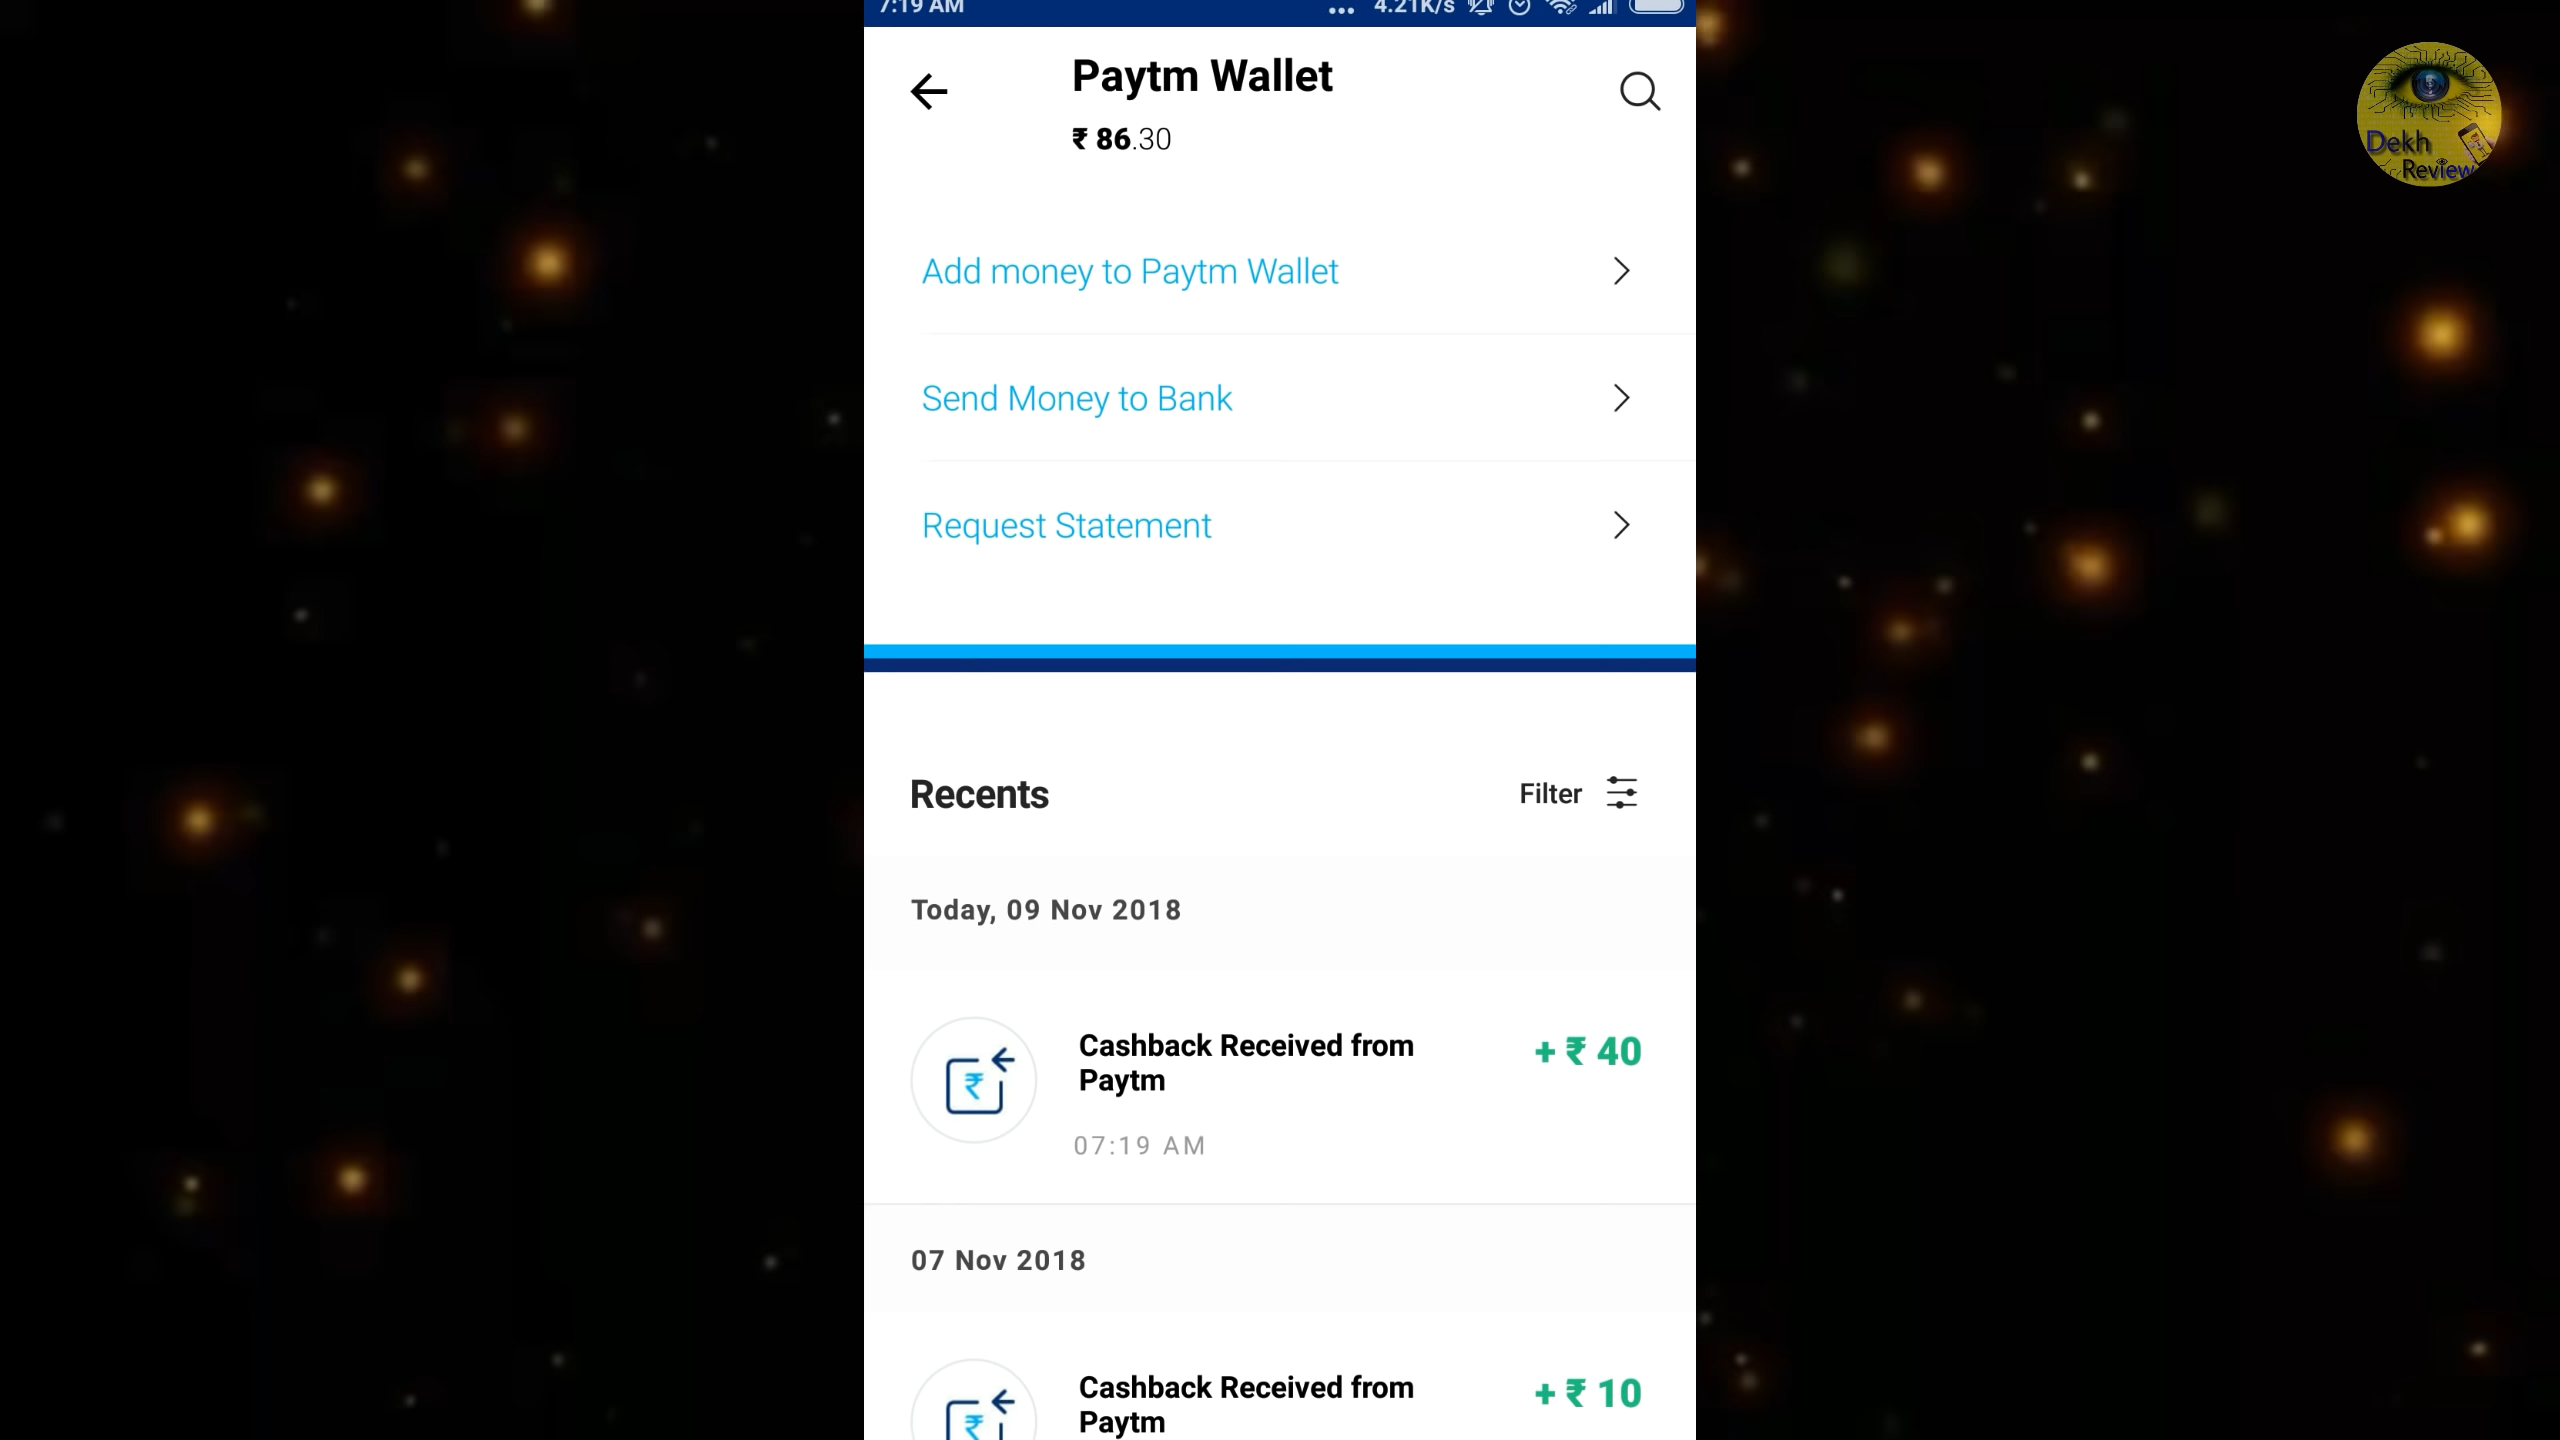 7:19 AM ... 4.21K/s
Paytm Wallet
₹ 86.30
Add money to Paytm Wallet
Send Money to Bank
Request Statement
Recents
Filter
Today, 09 Nov 2018
Cashback Received from
Paytm
+ ₹ 40
07:19 AM
07 Nov 2018
Cashback Received from
Paytm
+ ₹ 10
Dekh
Review